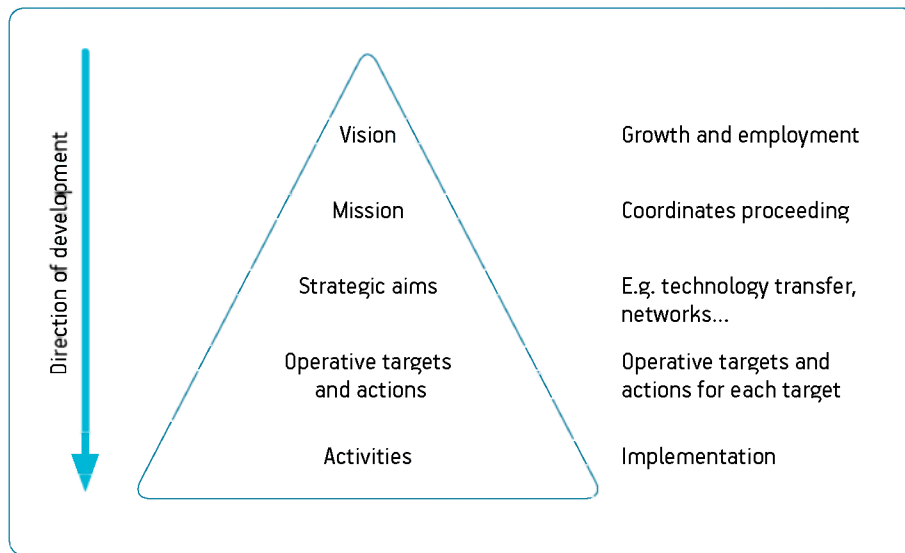 Direction of development
Vision
Growth and employment
Mission
Coordinates proceeding
Strategic aims
E.g. technology transfer,
networks...
Operative targets
and actions
Operative targets and
actions for each target
Activities
Implementation